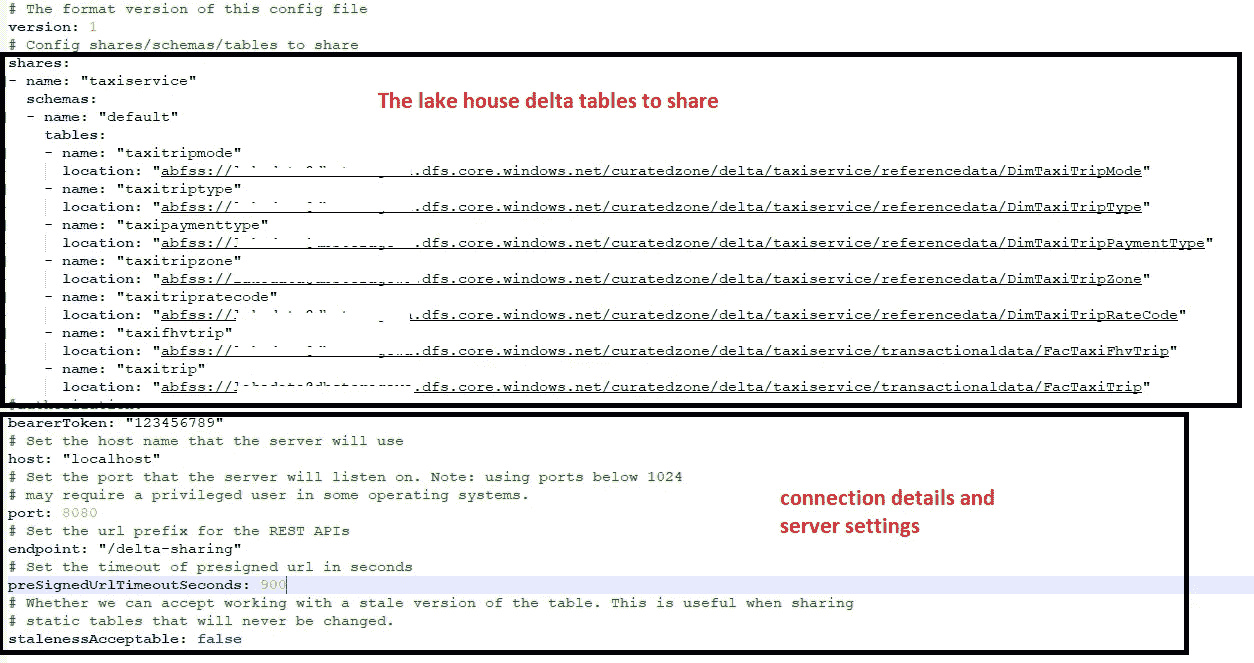 # The format version of this config file
version: 1
# Config shares/schemas/tables to share
shares:
- name: "taxiservice"
schemas:
The lake house delta tables to share
- name: "default"
tables:
- name: "taxitripmode"
location: "abfss:// .dfs.core.windows.net/curatedzone/delta/taxiservice/referencedata/DimTaxiTripMode"
- name: "taxitriptype"
location: "abfss:// .dfs.core.windows.net/curatedzone/delta/taxiservice/referencedata/DimTaxiTripType"
- name: "taxipaymenttype"
location: "abfss:// .dfs.core.windows.net/curatedzone/delta/taxiservice/referencedata/DimTaxiTripPaymentType"
- name: "taxitripzone"
location: "abfss:// .dfs.core.windows.net/curatedzone/delta/taxiservice/referencedata/DimTaxiTripZone"
- name: "taxitripratecode"
location: "abfss:// .dfs.core.windows.net/curatedzone/delta/taxiservice/referencedata/DimTaxiTripRateCode"
- name: "taxifhvtrip"
location: "abfss:// .dfs.core.windows.net/curatedzone/delta/taxiservice/transactionaldata/FacTaxiFhvTrip"
- name: "taxitrip"
location: "abfss:// .dfs.core.windows.net/curatedzone/delta/taxiservice/transactionaldata/FacTaxiTrip"
bearerToken: "123456789"
# Set the host name that the server will use
host: "localhost"
# Set the port that the server will listen on. Note: using ports below 1024
# may require a privileged user in some operating systems.
connection details and
port: 8080
server settings
# Set the url prefix for the REST APIs
endpoint: "/delta-sharing"
# Set the timeout of presigned url in seconds
preSignedUrlTimeoutSeconds: 900
# Whether we can accept working with a stale version of the table. This is useful when sharing
# static tables that will never be changed.
stalenessAcceptable: false